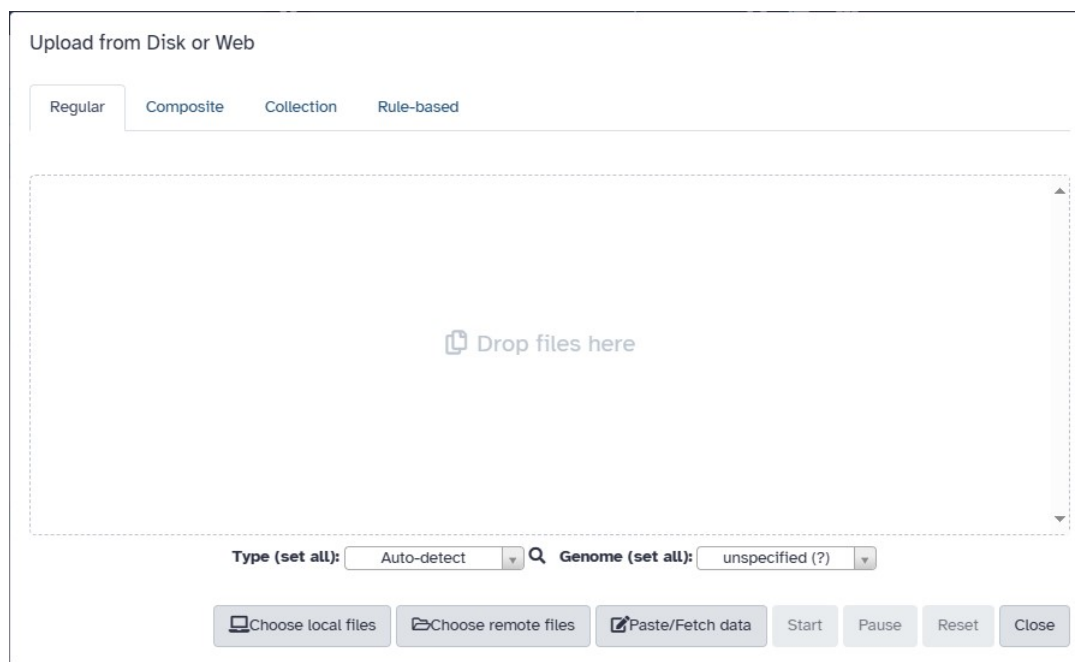 Upload from Disk or Web
Regular Composite Collection Rule-based
Drop files here
Type (set all): Auto-detect Genome (set all): unspecified (?)
Choose local files Choose remote files Paste/Fetch data Start Pause Reset Close